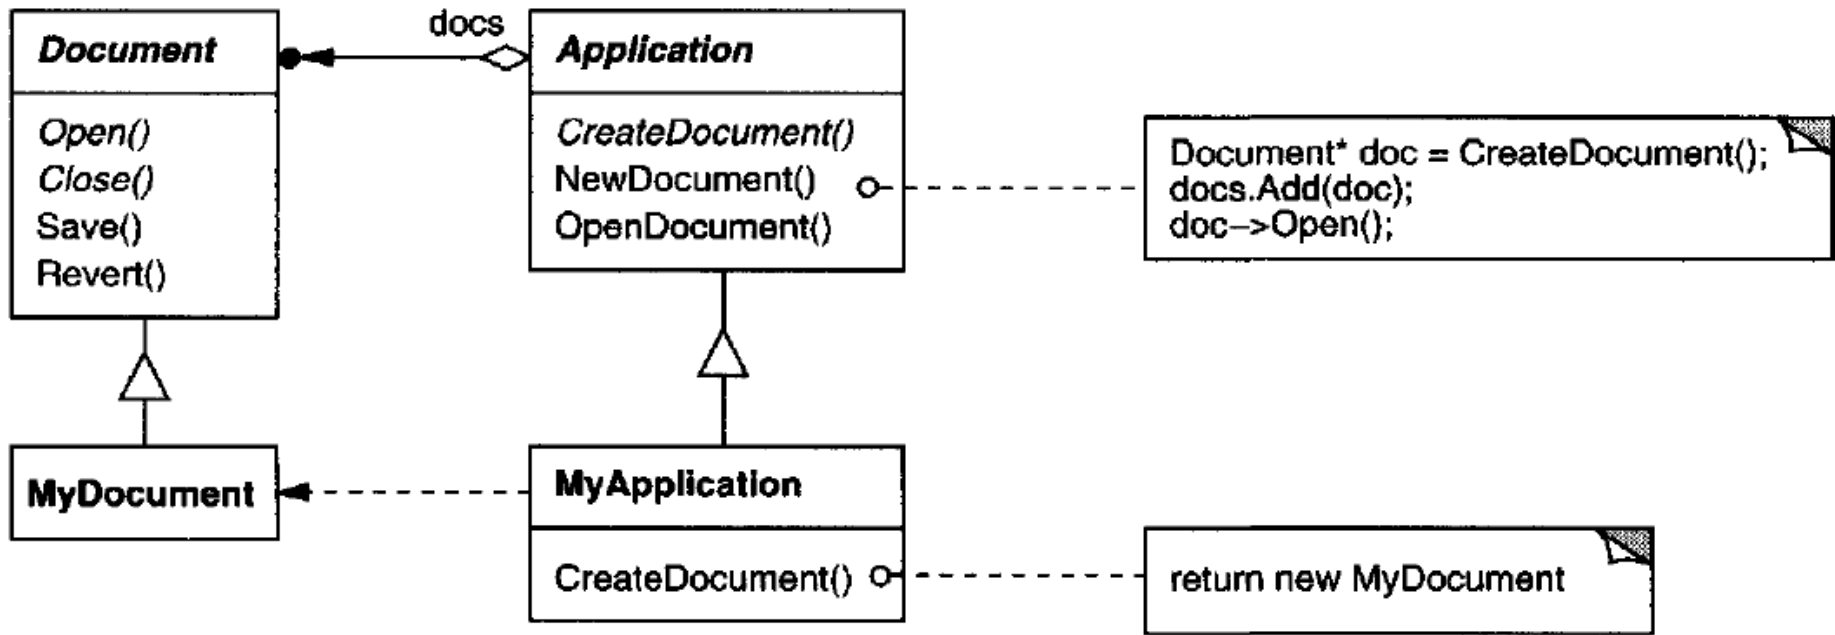 docs
Document
Application
Open()
Close()
Save()
Revert()
CreateDocument()
NewDocument()
OpenDocument()
Document* doc = CreateDocument();
docs.Add(doc);
doc–>Open();
MyDocument
MyApplication
CreateDocument()
return new MyDocument